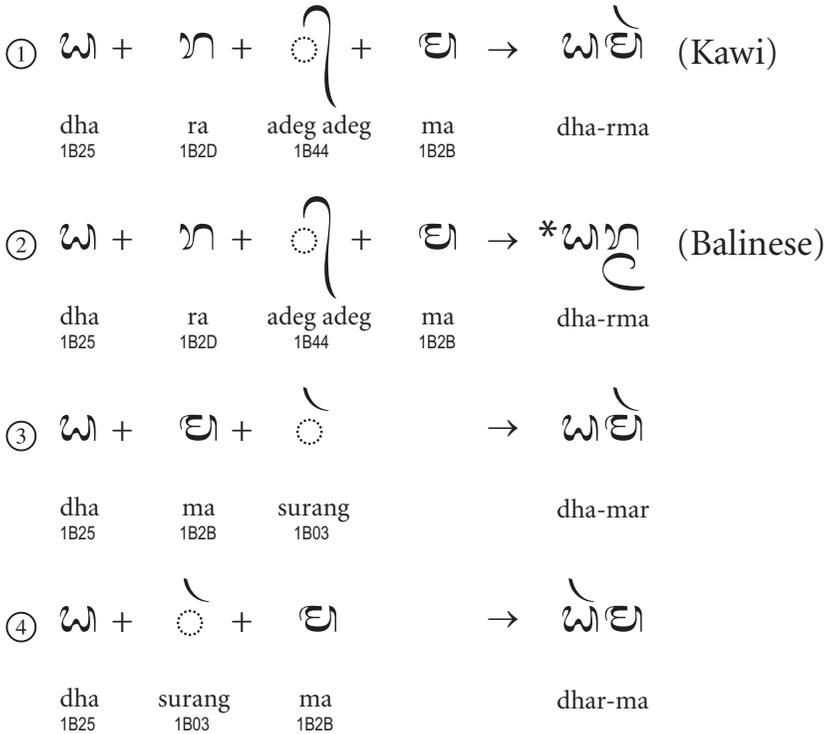 ① ᬥ + ᬭ + ◌᭄ + ᬫ → ᬥᬫᬃ (Kawi)
dha ra adeg adeg ma dha-rma
1B25 1B2D 1B44 1B2B
② ᬥ + ᬭ + ◌᭄ + ᬫ → *ᬥᬭ᭄ᬫ (Balinese)
dha ra adeg adeg ma dha-rma
1B25 1B2D 1B44 1B2B
③ ᬥ + ᬫ + ◌ᬃ → ᬥᬫᬃ
dha ma surang dha-mar
1B25 1B2B 1B03
④ ᬥ + ◌ᬃ + ᬫ → ᬥᬃᬫ
dha surang ma dhar-ma
1B25 1B03 1B2B